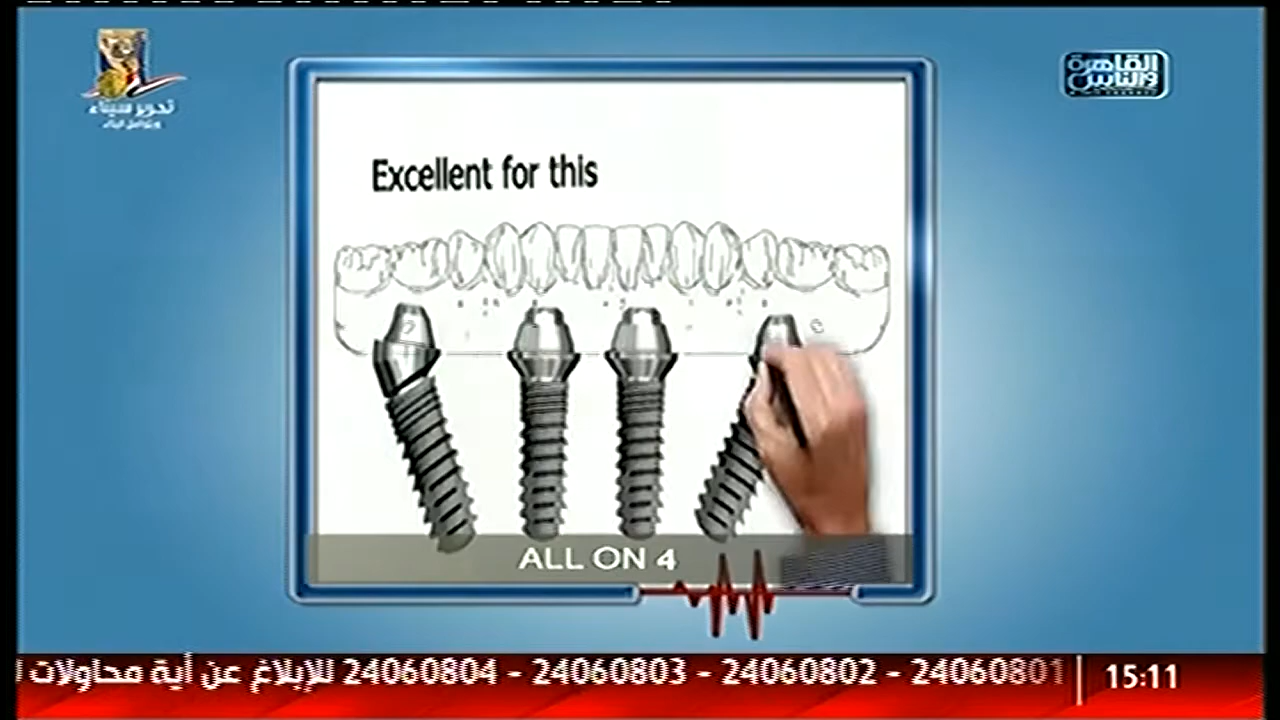 تحرير سيناء
القاهرة
والناس
Excellent for this
ALL ON 4
24060801 - 24060802 - 24060803 - 24060804 للإبلاغ عن أية محاولات
15:11